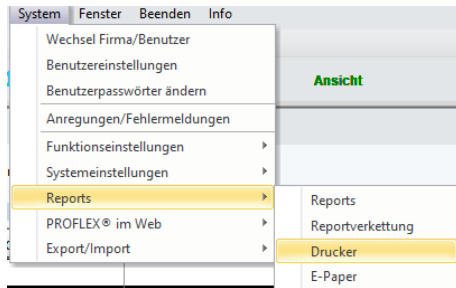 System Fenster Beenden Info
Wechsel Firma/Benutzer
Benutzereinstellungen
Ansicht
Benutzerpasswörter ändern
Anregungen/Fehlermeldungen
Funktionseinstellungen
Systemeinstellungen
Reports
Reports
PROFLEX® im Web
Reportverkettung
Export/Import
Drucker
E-Paper